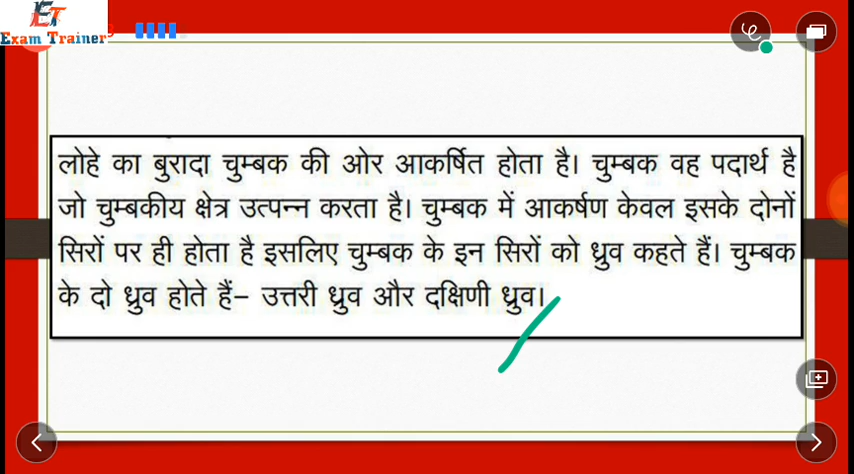 ET
Exam Trainer
लोहे का बुरादा चुम्बक की ओर आकर्षित होता है। चुम्बक वह पदार्थ है
जो चुम्बकीय क्षेत्र उत्पन्न करता है। चुम्बक में आकर्षण केवल इसके दोनों
सिरों पर ही होता है इसलिए चुम्बक के इन सिरों को ध्रुव कहते हैं। चुम्बक
के दो ध्रुव होते हैं– उत्तरी ध्रुव और दक्षिणी ध्रुव।